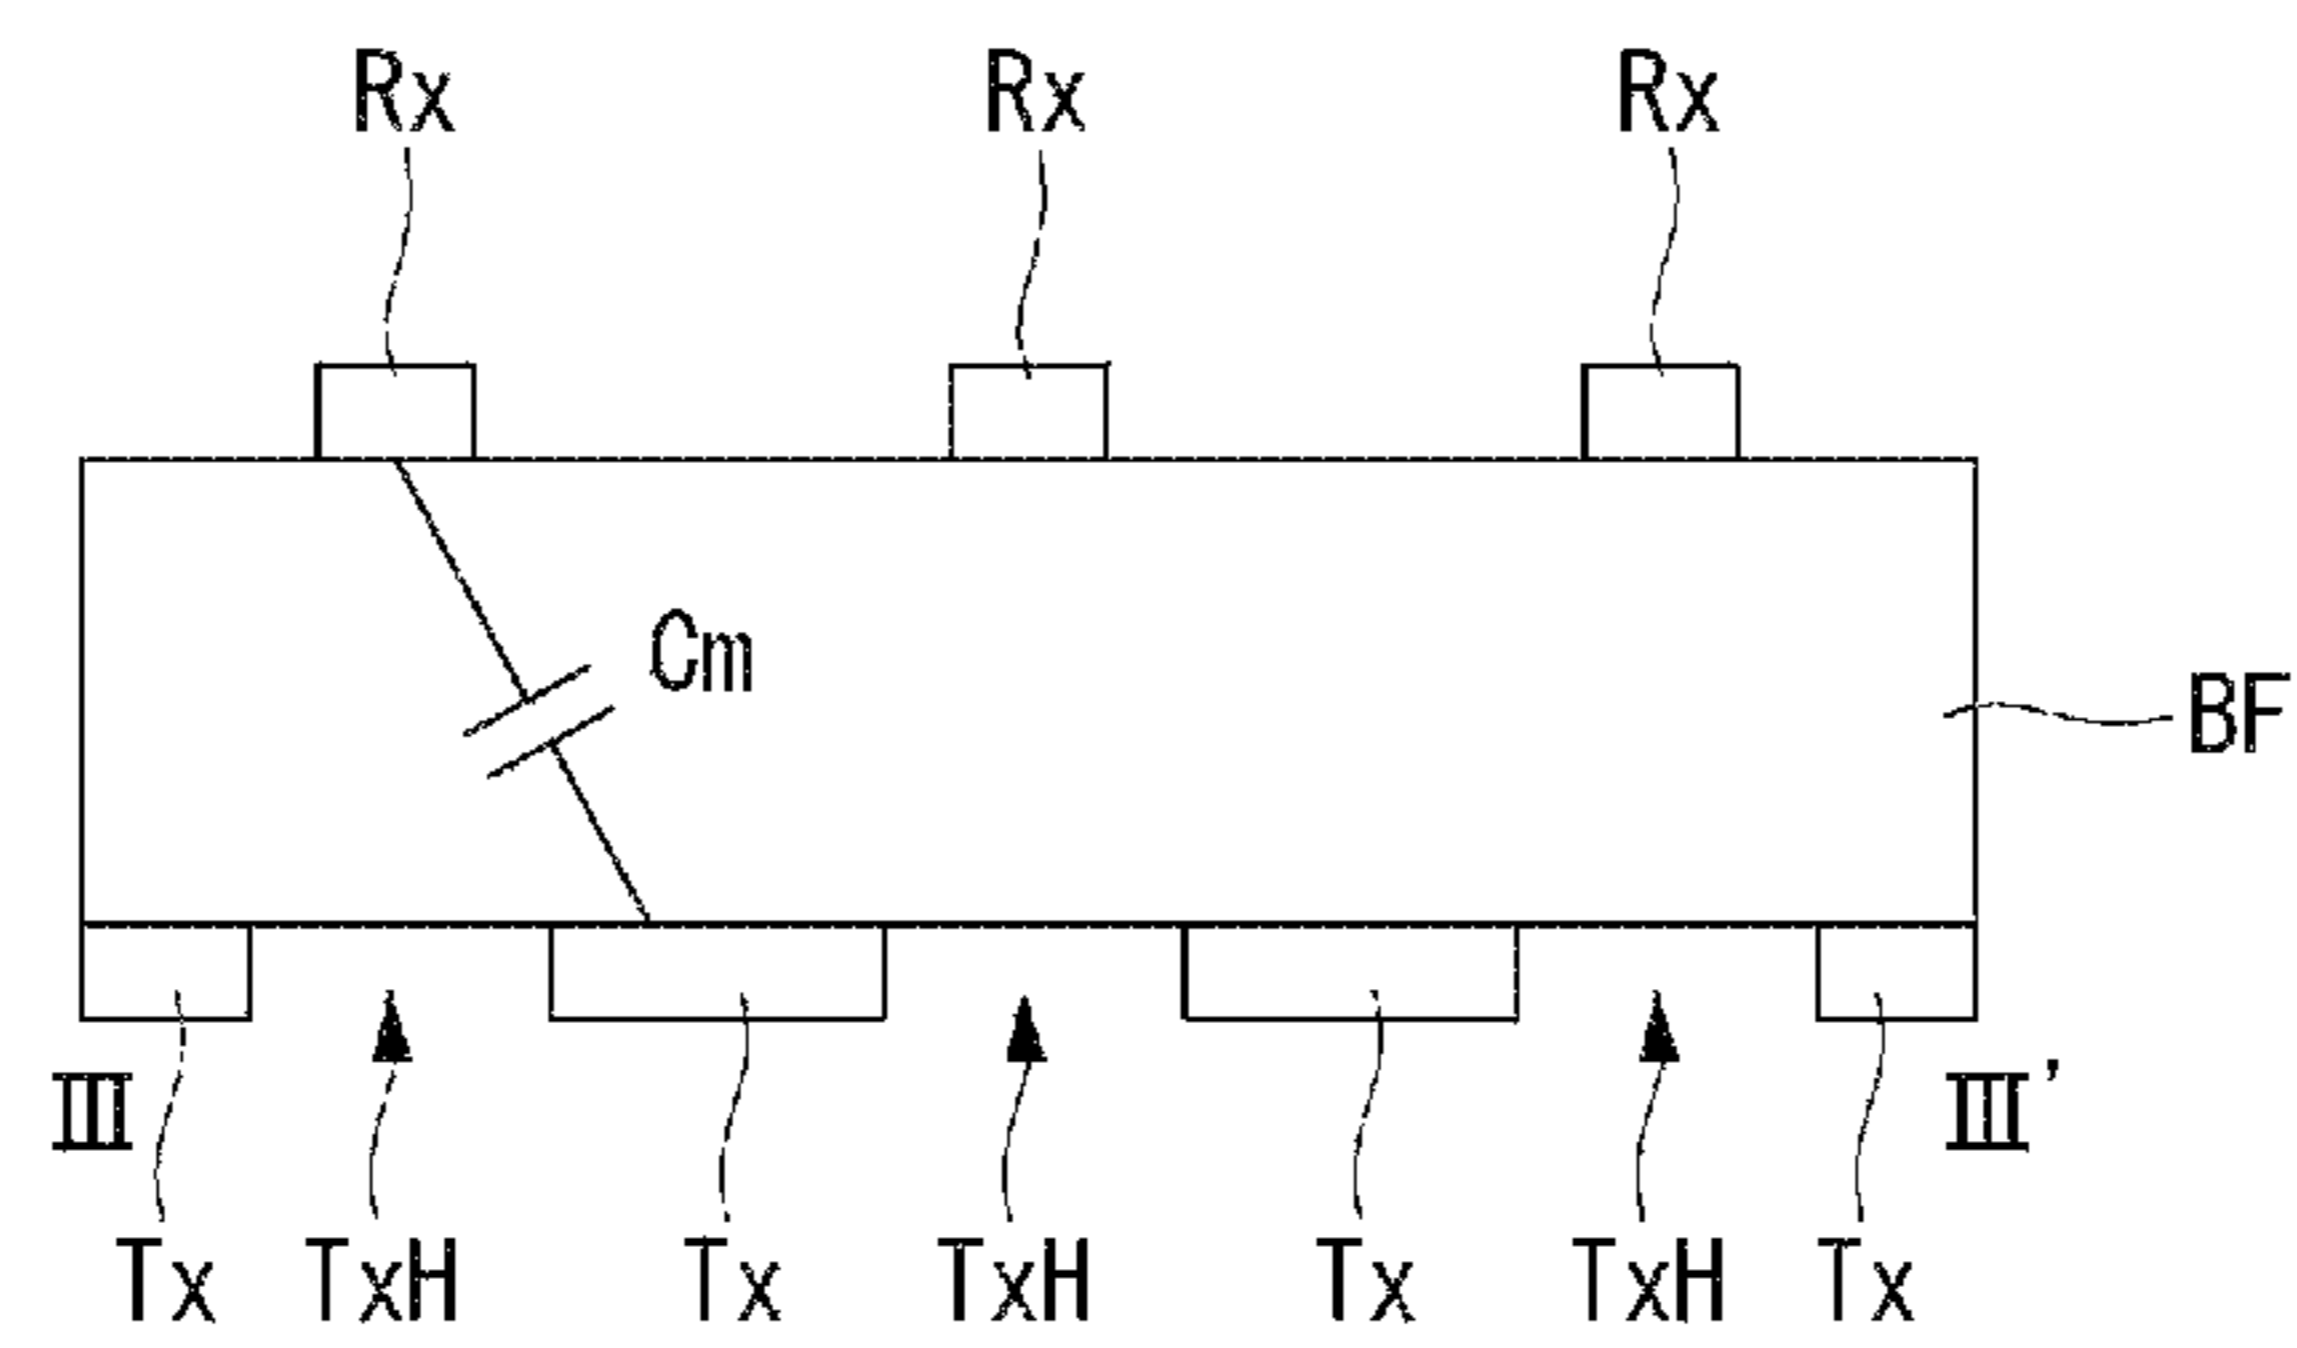 Rx Rx Rx
Cm
BF
III III'
Tx TxH Tx TxH Tx TxH Tx